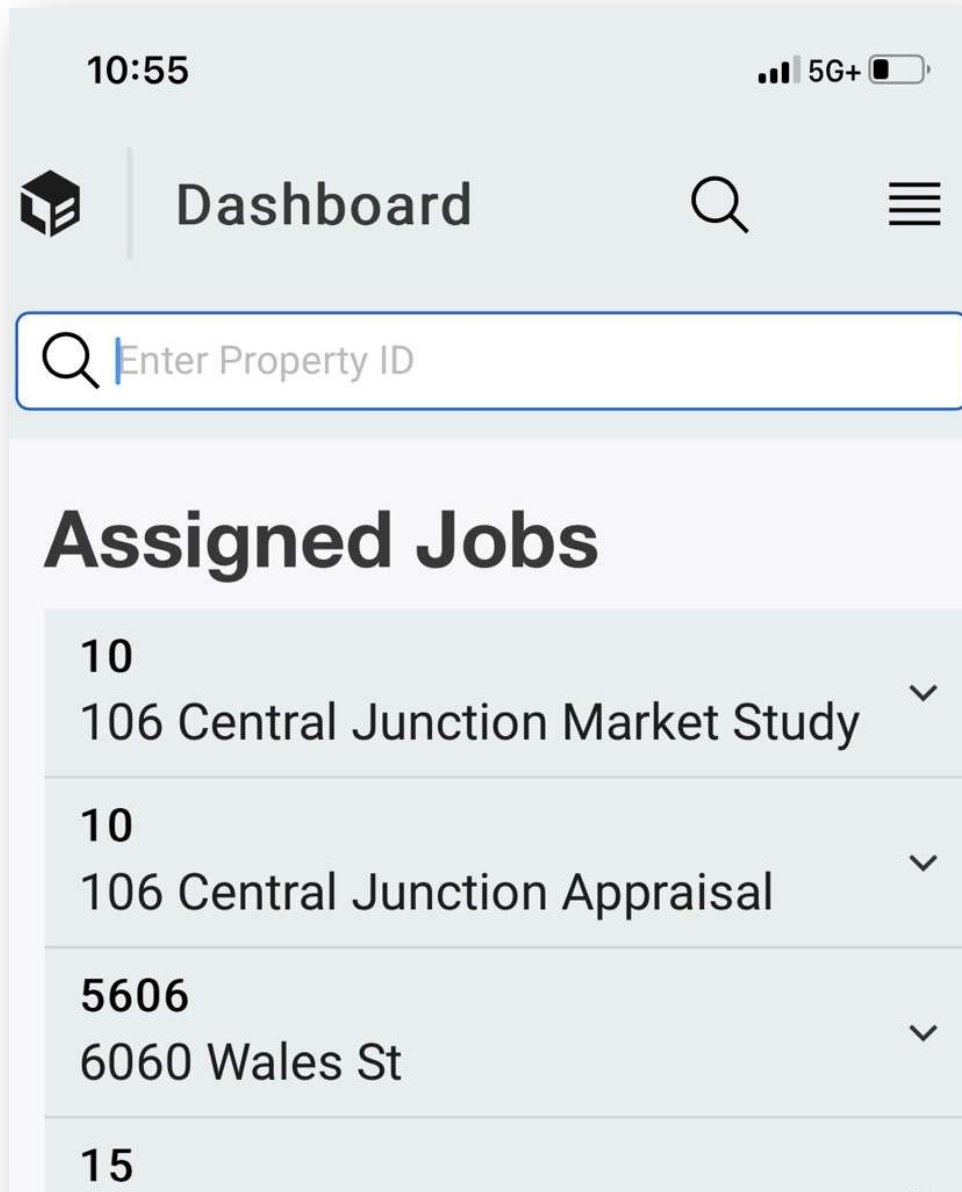 10:55
5G+
Dashboard
Enter Property ID
Assigned Jobs
10
106 Central Junction Market Study
10
106 Central Junction Appraisal
5606
6060 Wales St
15